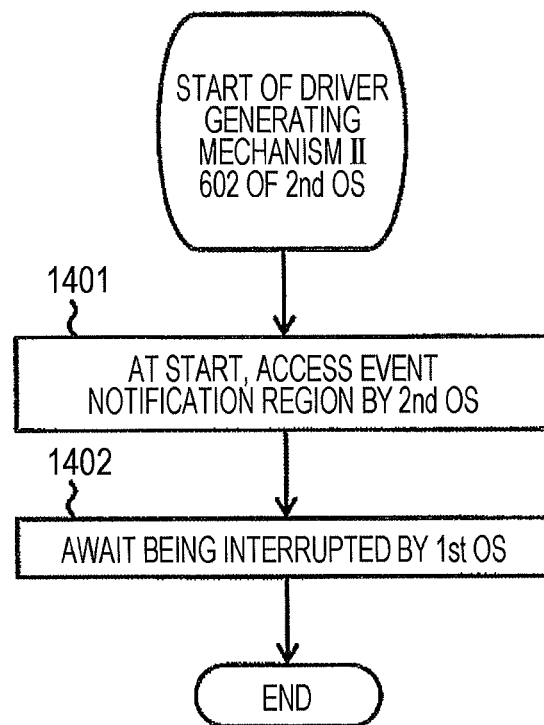 START OF DRIVER
GENERATING
MECHANISM II
602 OF 2nd OS
1401
AT START, ACCESS EVENT
NOTIFICATION REGION BY 2nd OS
1402
AWAIT BEING INTERRUPTED BY 1st OS
END